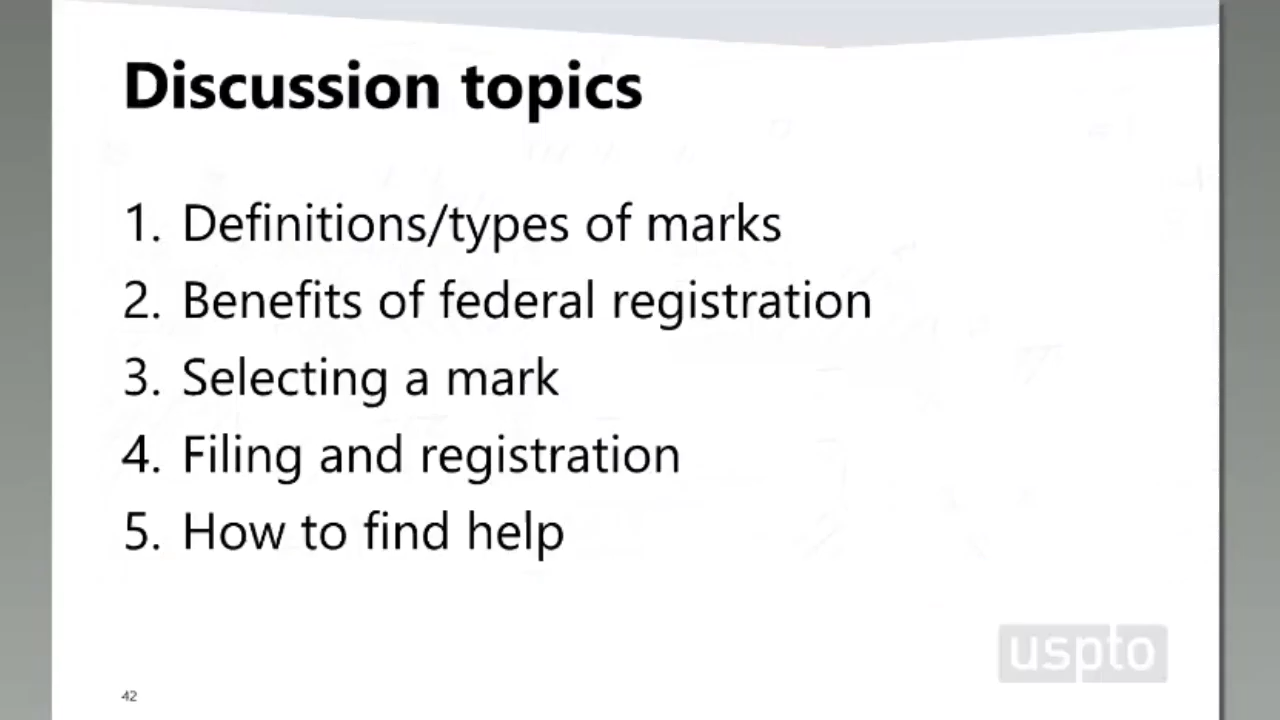 Discussion topics
1. Definitions/types of marks
2. Benefits of federal registration
3. Selecting a mark
4. Filing and registration
5. How to find help
uspto
42